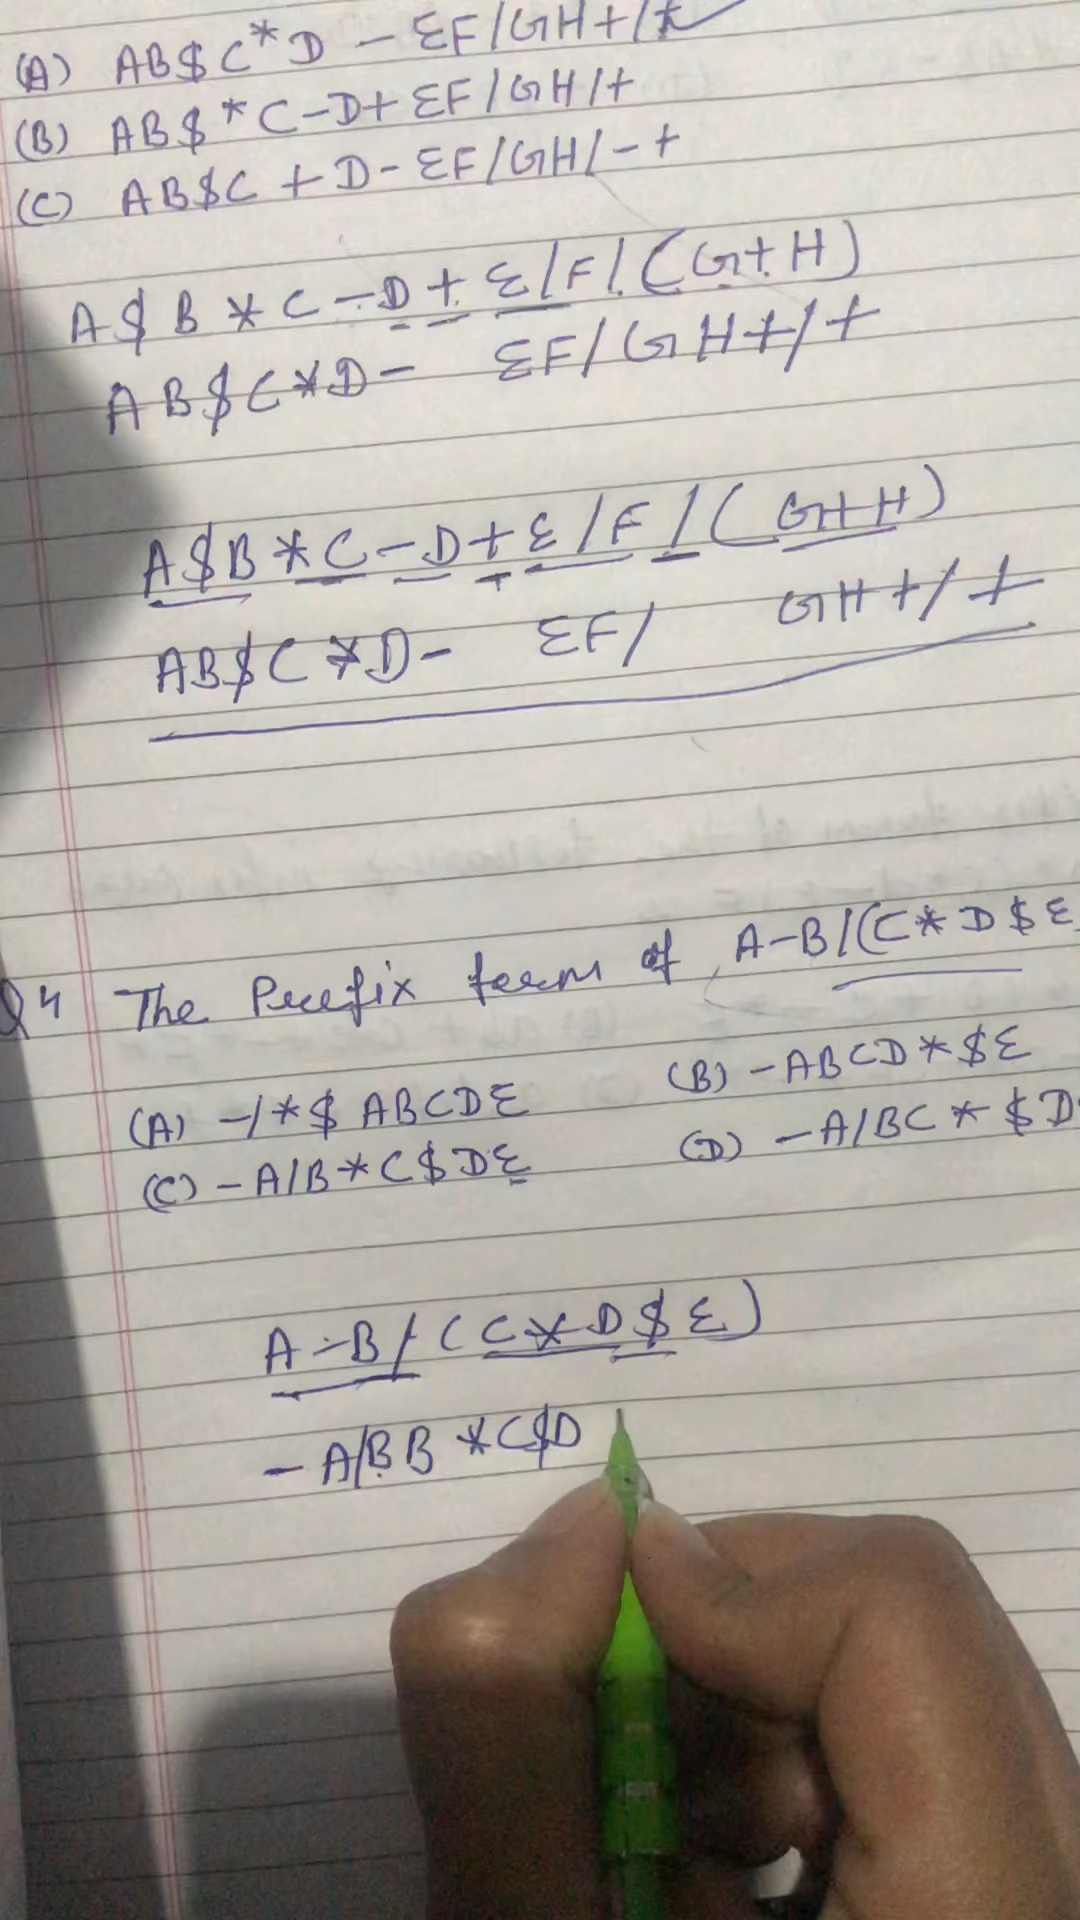 (A) AB$C*D - EF/GH+/+
(B) AB$*C-D+EF/GH/+
(C) AB$C+D-EF/GH/-+
A$B*C-D+E/F/(G+H)
AB$C*D- EF/GH+/+
A$B*C-D+E/F/(G+H)
AB$C*D- EF/ GH+/+
Q4 The Prefix form of A-B/(C*D$E
(A) -/*$ABCDE (B) -ABCD*$E
(C) -A/B*C$DE (D) -A/BC*$D
A-B/(C*D$E)
-A/BB*C$D